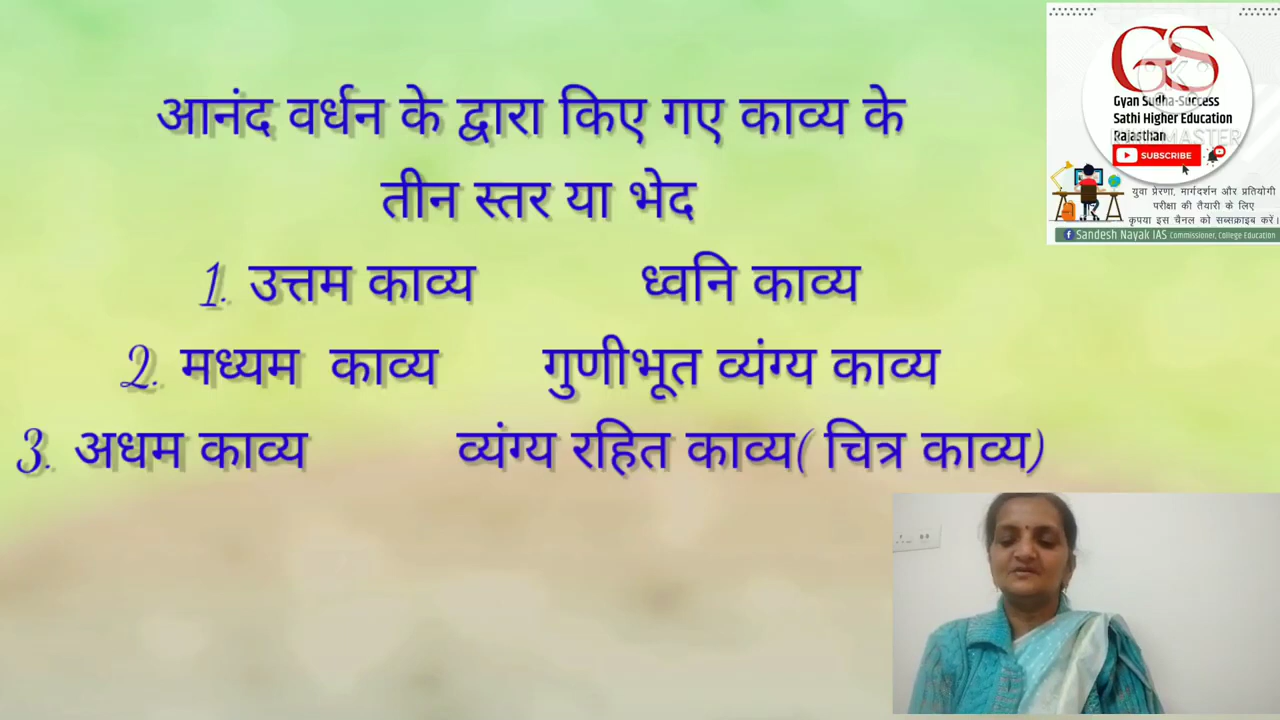 आनंद वर्धन के द्वारा किए गए काव्य के
तीन स्तर या भेद
1. उत्तम काव्य ध्वनि काव्य
2. मध्यम काव्य गुणीभूत व्यंग्य काव्य
3. अधम काव्य व्यंग्य रहित काव्य( चित्र काव्य)
GS
Gyan Sudha-Success
Sathi Higher Education
Rajasthan
SUBSCRIBE
युवा प्रेरणा, मार्गदर्शन और प्रतियोगी
परीक्षा की तैयारी के लिए
कृपया इस चैनल को सब्सक्राइब करें।
Sandesh Nayak IAS Commissioner, College Education